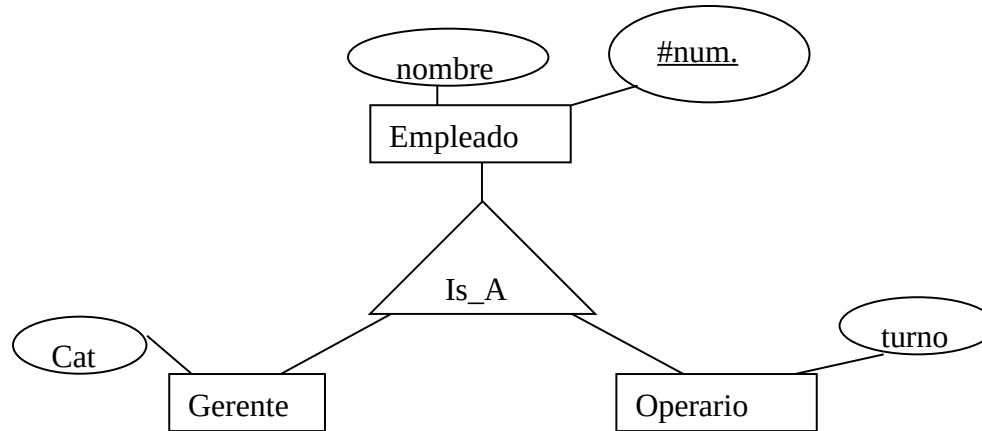 nombre
#num.
Empleado
Is_A
Cat
turno
Gerente
Operario